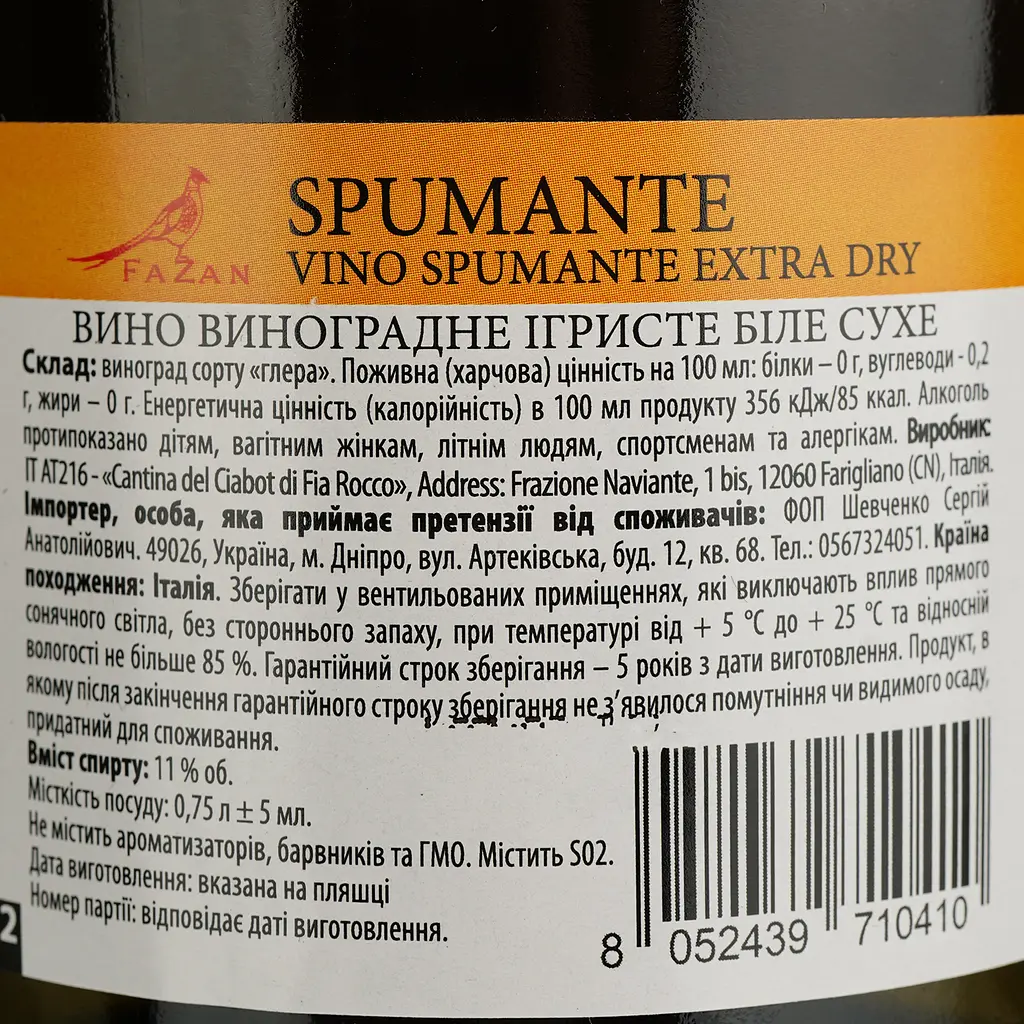 FAZAN
SPUMANTE
VINO SPUMANTE EXTRA DRY
ВИНО ВИНОГРАДНЕ ІГРИСТЕ БІЛЕ СУХЕ
Склад: виноград сорту «глера». Поживна (харчова) цінність на 100 мл: білки – 0 г, вуглеводи - 0,2
г, жири – 0 г. Енергетична цінність (калорійність) в 100 мл продукту 356 кДж/85 ккал. Алкоголь
протипоказано дітям, вагітним жінкам, літнім людям, спортсменам та алергікам. Виробник:
IT AT216 - «Cantina del Ciabot di Fia Rocco», Address: Frazione Naviante, 1 bis, 12060 Farigliano (CN), Італія.
Імпортер, особа, яка приймає претензії від споживачів: ФОП Шевченко Сергій
Анатолійович. 49026, Україна, м. Дніпро, вул. Артеківська, буд. 12, кв. 68. Тел.: 0567324051. Країна
походження: Італія. Зберігати у вентильованих приміщеннях, які виключають вплив прямого
сонячного світла, без стороннього запаху, при температурі від + 5 °C до + 25 °C та відносній
вологості не більше 85 %. Гарантійний строк зберігання – 5 років з дати виготовлення. Продукт, в
якому після закінчення гарантійного строку зберігання не з’явилося помутніння чи видимого осаду,
придатний для споживання.
Вміст спирту: 11 % об.
Місткість посуду: 0,75 л ± 5 мл.
Не містить ароматизаторів, барвників та ГМО. Містить SO2.
Дата виготовлення: вказана на пляшці
Номер партії: відповідає даті виготовлення.
2
8 052439 710410